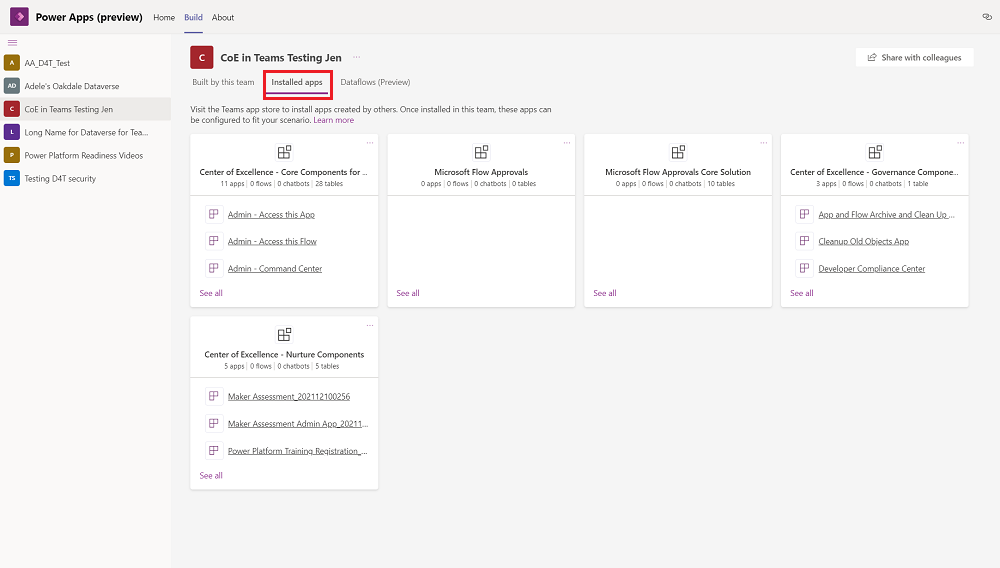 Power Apps (preview)
Home
Build
About
A
AA_D4T_Test
AD
Adele's Oakdale Dataverse
C
CoE in Teams Testing Jen
L
Long Name for Dataverse for Tea...
P
Power Platform Readiness Videos
TS
Testing D4T security
C
CoE in Teams Testing Jen
...
Share with colleagues
Built by this team
Installed apps
Dataflows (Preview)
Visit the Teams app store to install apps created by others. Once installed in this team, these apps can
be configured to fit your scenario. Learn more
Center of Excellence - Core Components for ...
11 apps | 0 flows | 0 chatbots | 28 tables
Admin - Access this App
Admin - Access this Flow
Admin - Command Center
See all
Microsoft Flow Approvals
0 apps | 0 flows | 0 chatbots | 0 tables
See all
Microsoft Flow Approvals Core Solution
0 apps | 0 flows | 0 chatbots | 10 tables
See all
Center of Excellence - Governance Compone...
3 apps | 0 flows | 0 chatbots | 1 table
App and Flow Archive and Clean Up ...
Cleanup Old Objects App
Developer Compliance Center
See all
Center of Excellence - Nurture Components
5 apps | 0 flows | 0 chatbots | 5 tables
Maker Assessment_202112100256
Maker Assessment Admin App_20211...
Power Platform Training Registration_...
See all